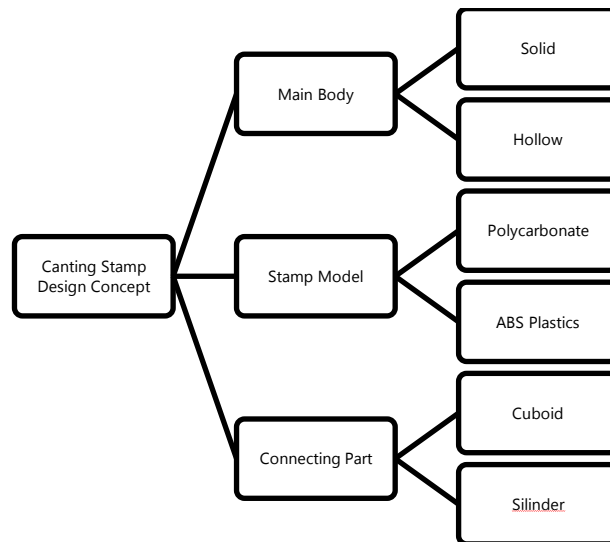 Canting Stamp
Design Concept
Main Body
Solid
Hollow
Stamp Model
Polycarbonate
ABS Plastics
Connecting Part
Cuboid
Silinder